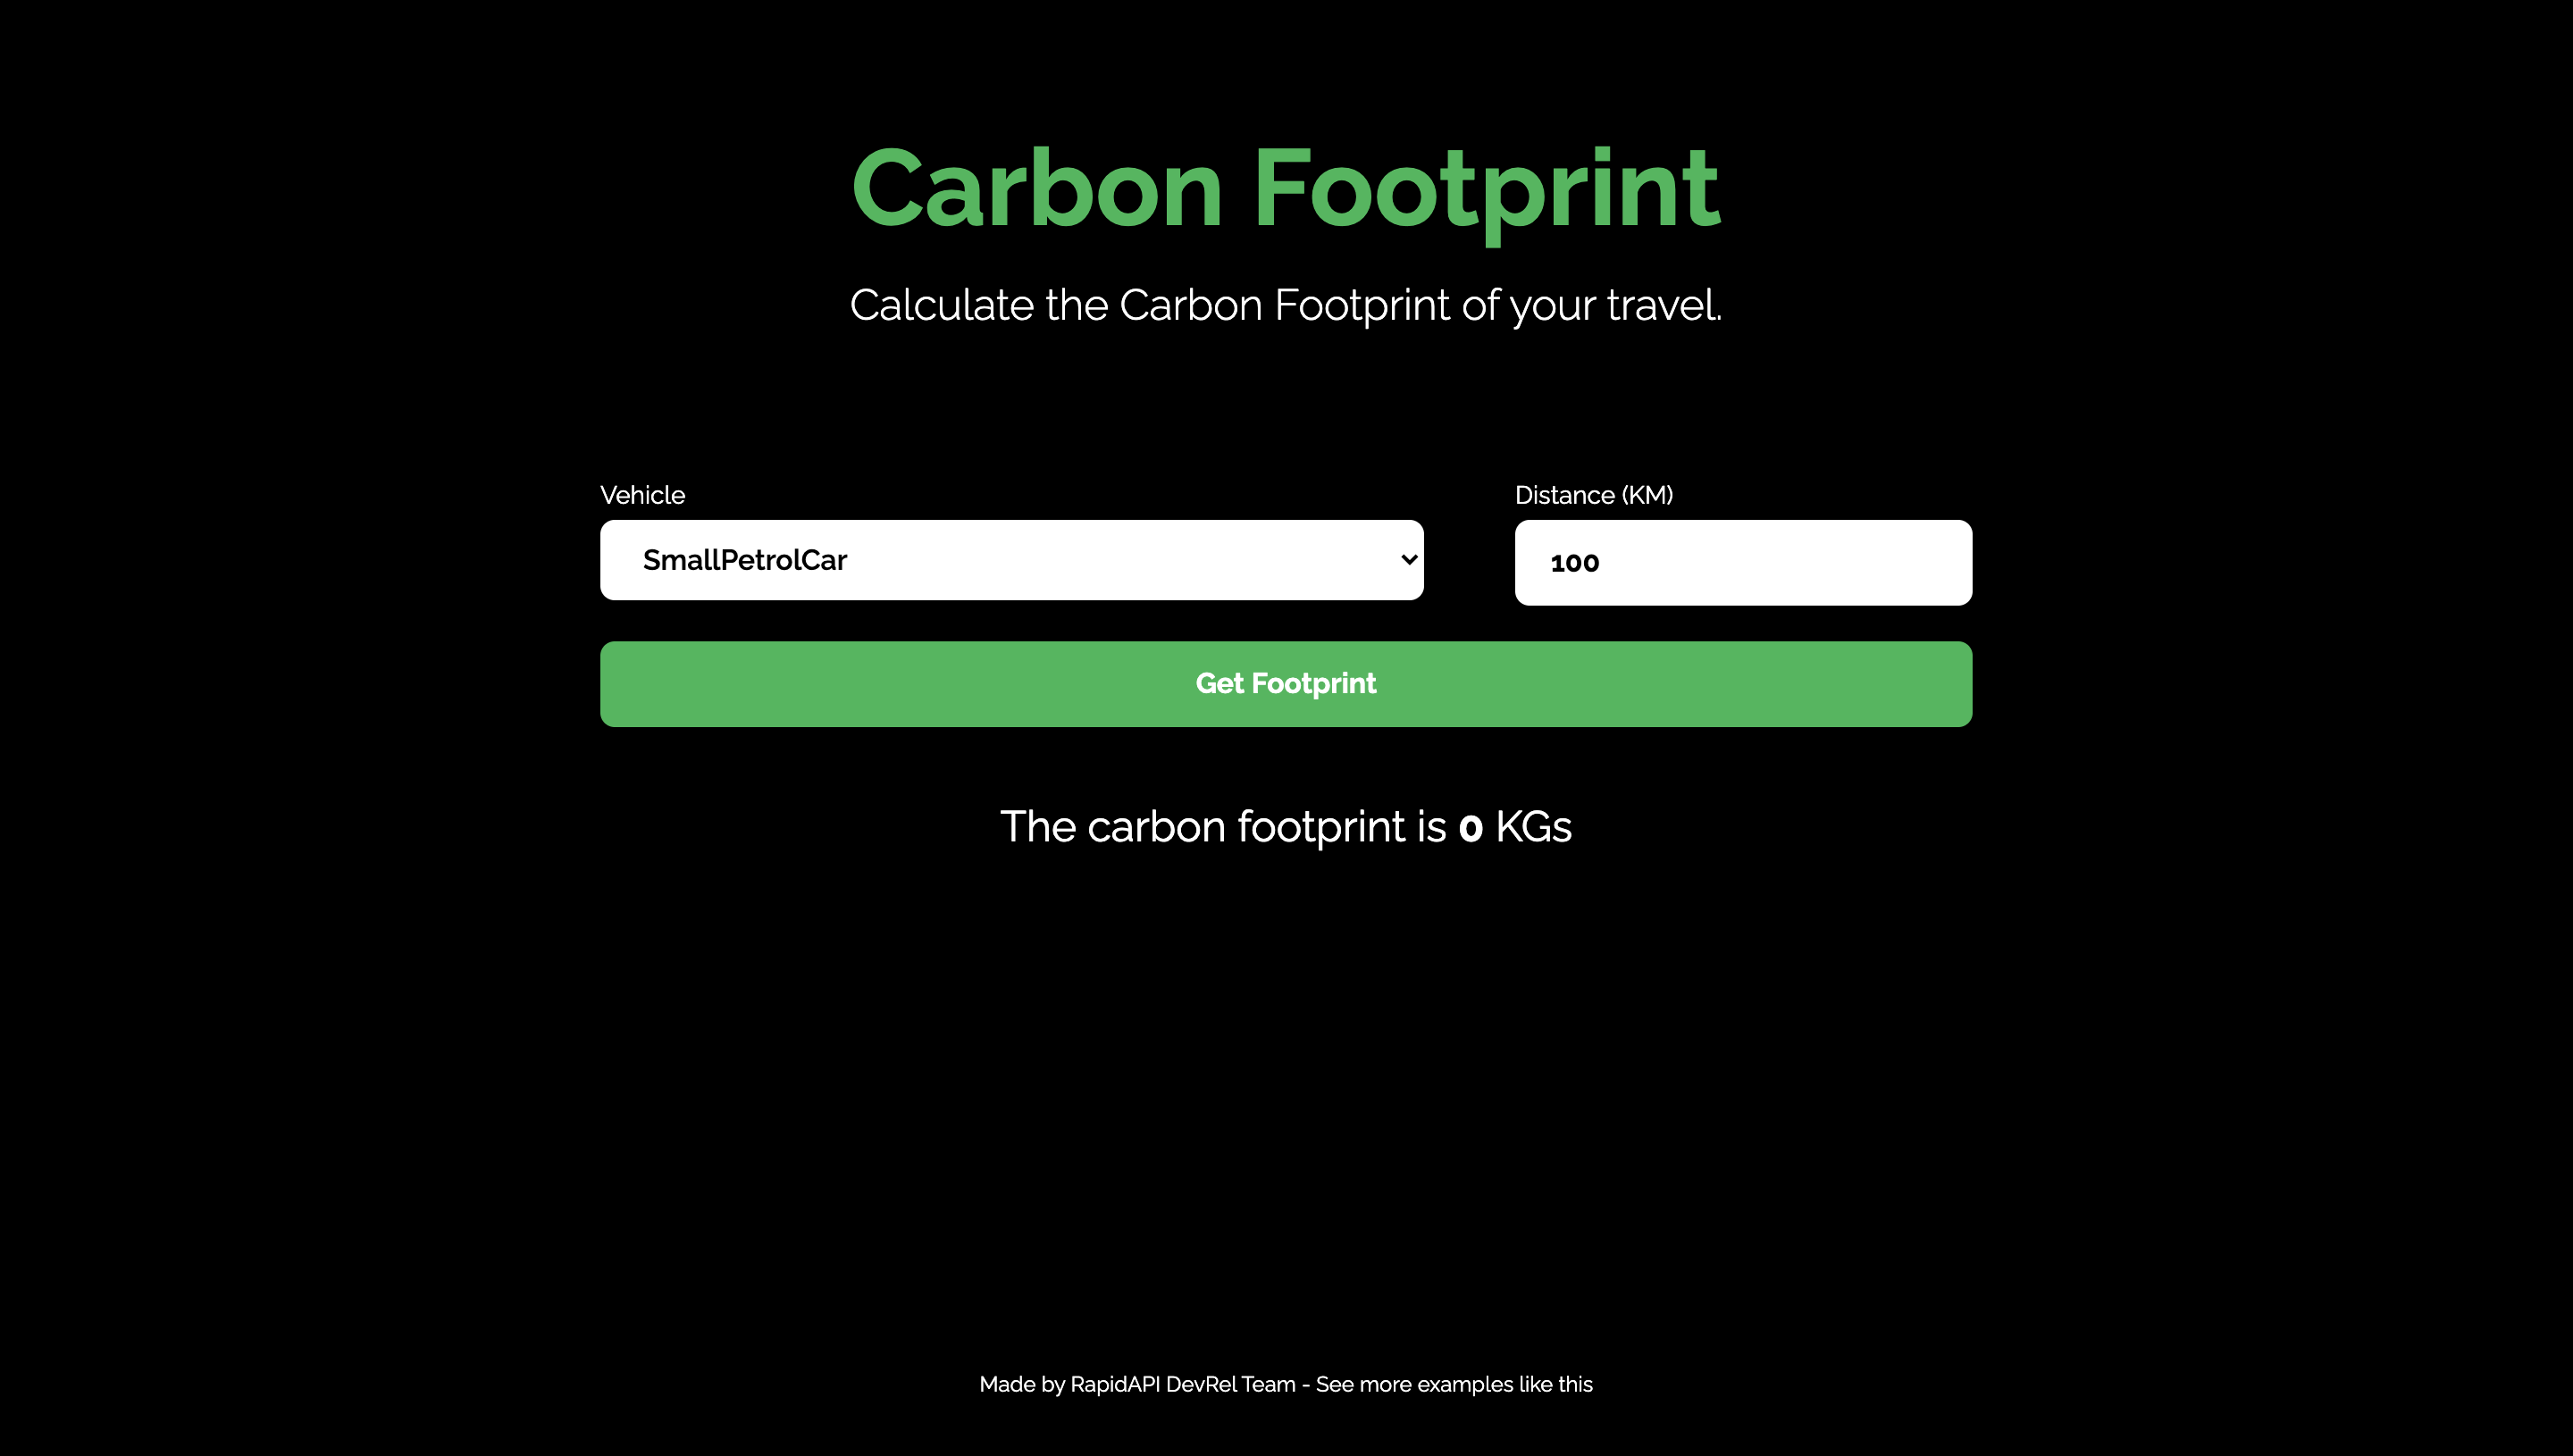 Carbon Footprint
Calculate the Carbon Footprint of your travel.
Vehicle
Distance (KM)
SmallPetrolCar
100
Get Footprint
The carbon footprint is 0 KGs
Made by RapidAPI DevRel Team - See more examples like this